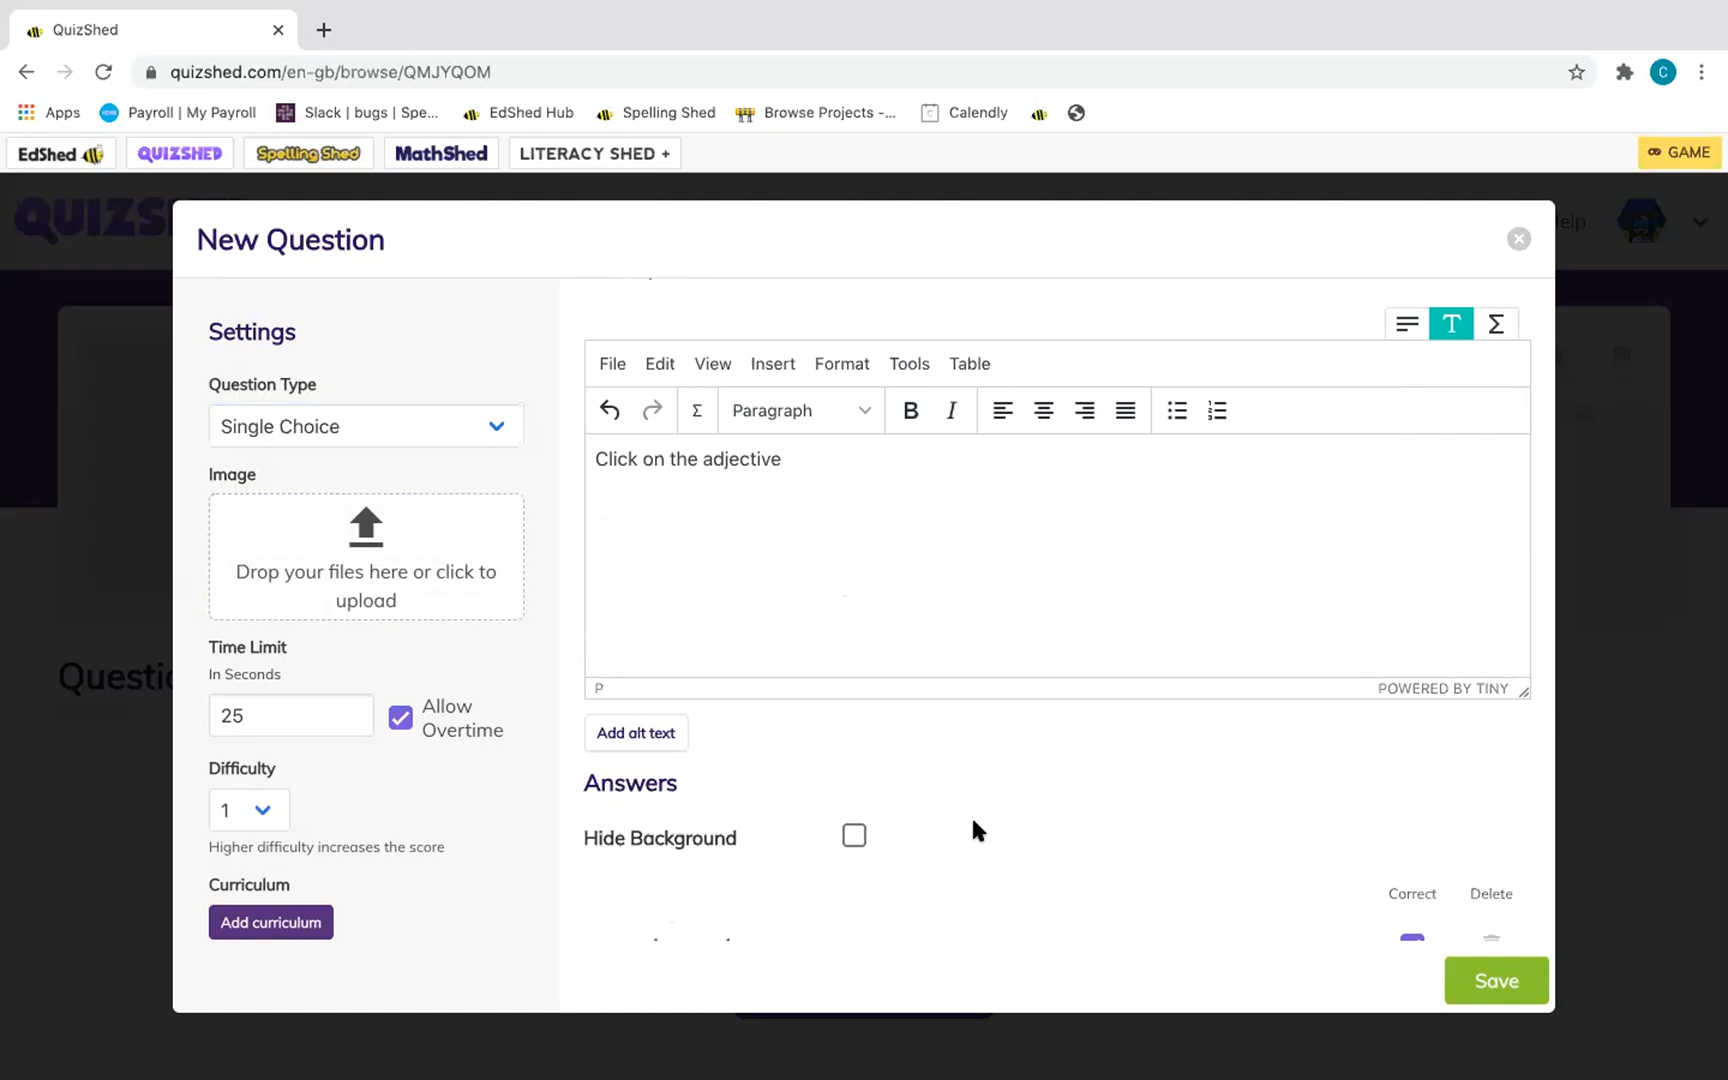 QuizShed
quizshed.com/en-gb/browse/QMJYQOM
Apps
Payroll | My Payroll
Slack | bugs | Spe...
EdShed Hub
Spelling Shed
Browse Projects -...
Calendly
C
EdShed
QUIZSHED
Spelling Shed
MathShed
LITERACY SHED +
GAME
QUIZS
elp
New Question
Settings
Question Type
Single Choice
Image
Drop your files here or click to
upload
Time Limit
In Seconds
25
Allow
Overtime
Difficulty
1
Higher difficulty increases the score
Curriculum
Add curriculum
Questi
T Σ
File Edit View Insert Format Tools Table
Σ Paragraph B I
Click on the adjective
P
POWERED BY TINY
Add alt text
Answers
Hide Background
Correct Delete
Save